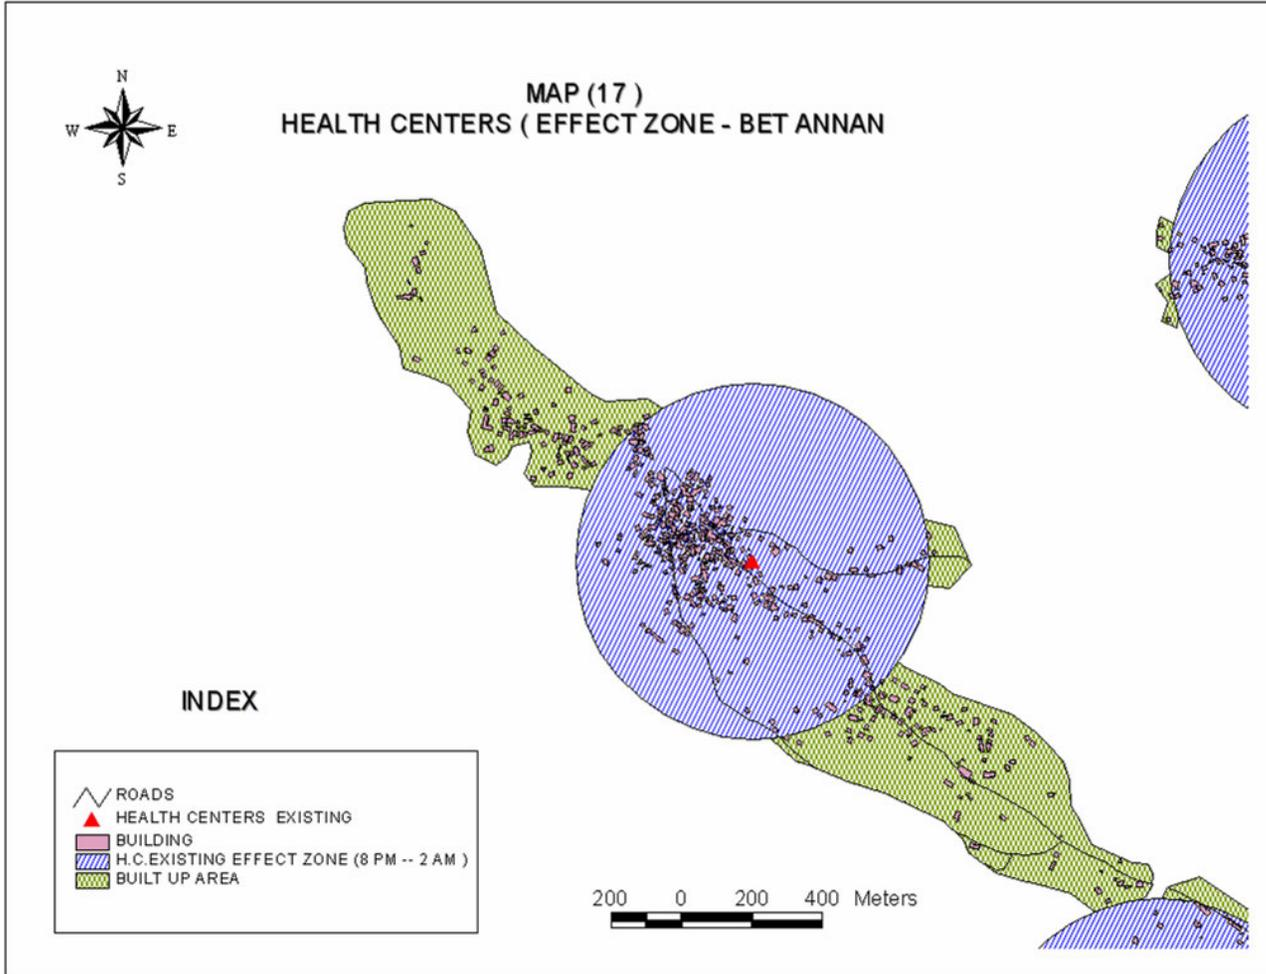 N
W E
S
MAP (17 )
HEALTH CENTERS ( EFFECT ZONE - BET ANNAN
INDEX
ROADS
HEALTH CENTERS EXISTING
BUILDING
H.C.EXISTING EFFECT ZONE (8 PM -- 2 AM )
BUILT UP AREA
200 0 200 400 Meters